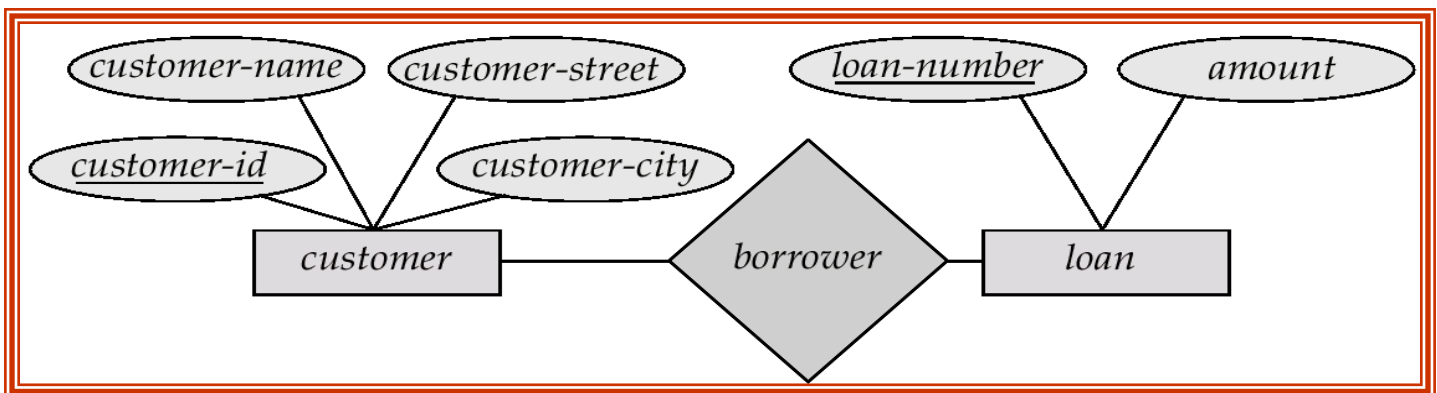 customer-name customer-street loan-number amount
customer-id customer-city
customer borrower loan